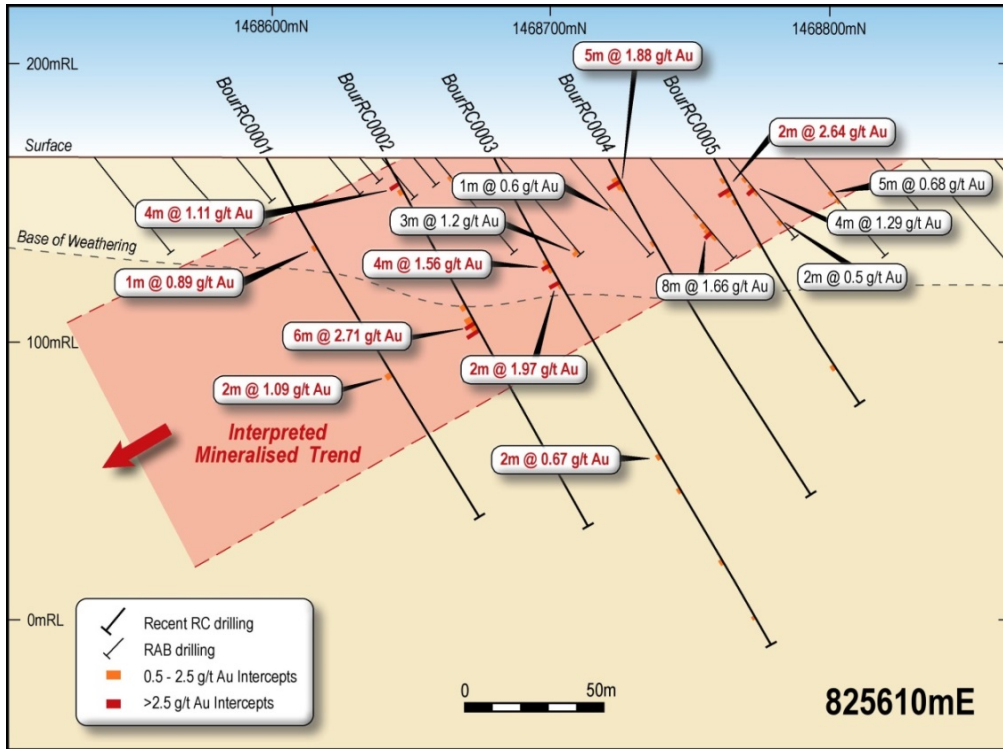 1468600mN
1468700mN
1468800mN
200mRL
Surface
BourRC0001
BourRC0002
BourRC0003
BourRC0004
BourRC0005
5m @ 1.88 g/t Au
2m @ 2.64 g/t Au
1m @ 0.6 g/t Au
5m @ 0.68 g/t Au
4m @ 1.11 g/t Au
3m @ 1.2 g/t Au
4m @ 1.29 g/t Au
Base of Weathering
4m @ 1.56 g/t Au
2m @ 0.5 g/t Au
1m @ 0.89 g/t Au
8m @ 1.66 g/t Au
100mRL
6m @ 2.71 g/t Au
2m @ 1.97 g/t Au
2m @ 1.09 g/t Au
Interpreted
Mineralised Trend
2m @ 0.67 g/t Au
0mRL
Recent RC drilling
RAB drilling
0.5 - 2.5 g/t Au Intercepts
>2.5 g/t Au Intercepts
0
50m
825610mE